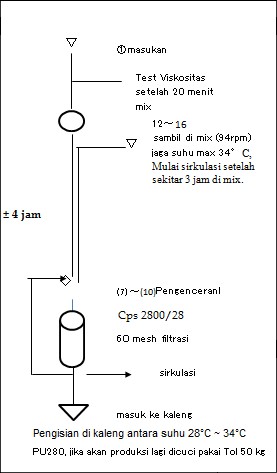 ①masukan
Test Viskositas
setelah 20 menit
mix
12～16
sambil di mix (94rpm)
jaga suhu max 34° C,
Mulai sirkulasi setelah
sekitar 3 jam di mix.
± 4 jam
(7) ～(10)Pengenceran1
Cps 2800/28
60 mesh filtrasi
sirkulasi
masuk ke kaleng
Pengisian di kaleng antara suhu 28°C ~ 34°C
PU280, jika akan produksi lagi dicuci pakai Tol 50 kg